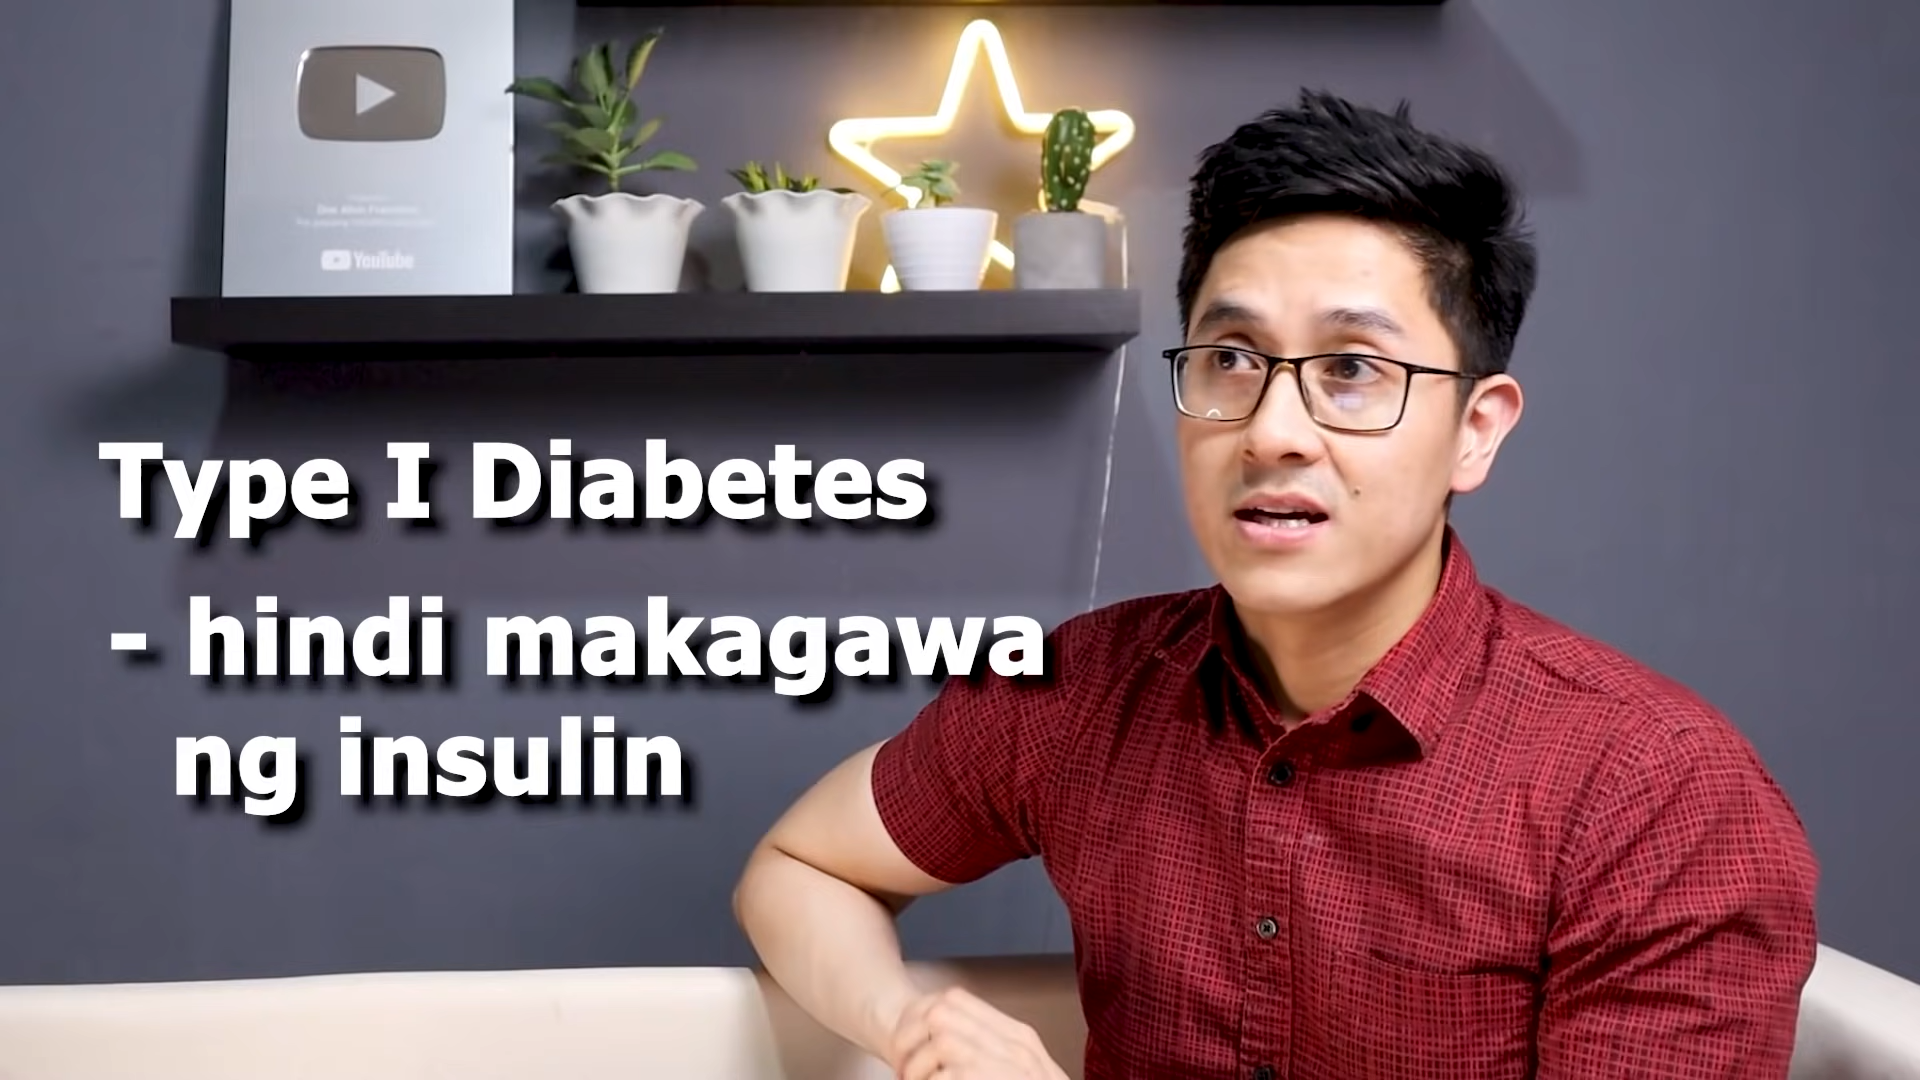 YouTube
Type I Diabetes
- hindi makagawa
ng insulin